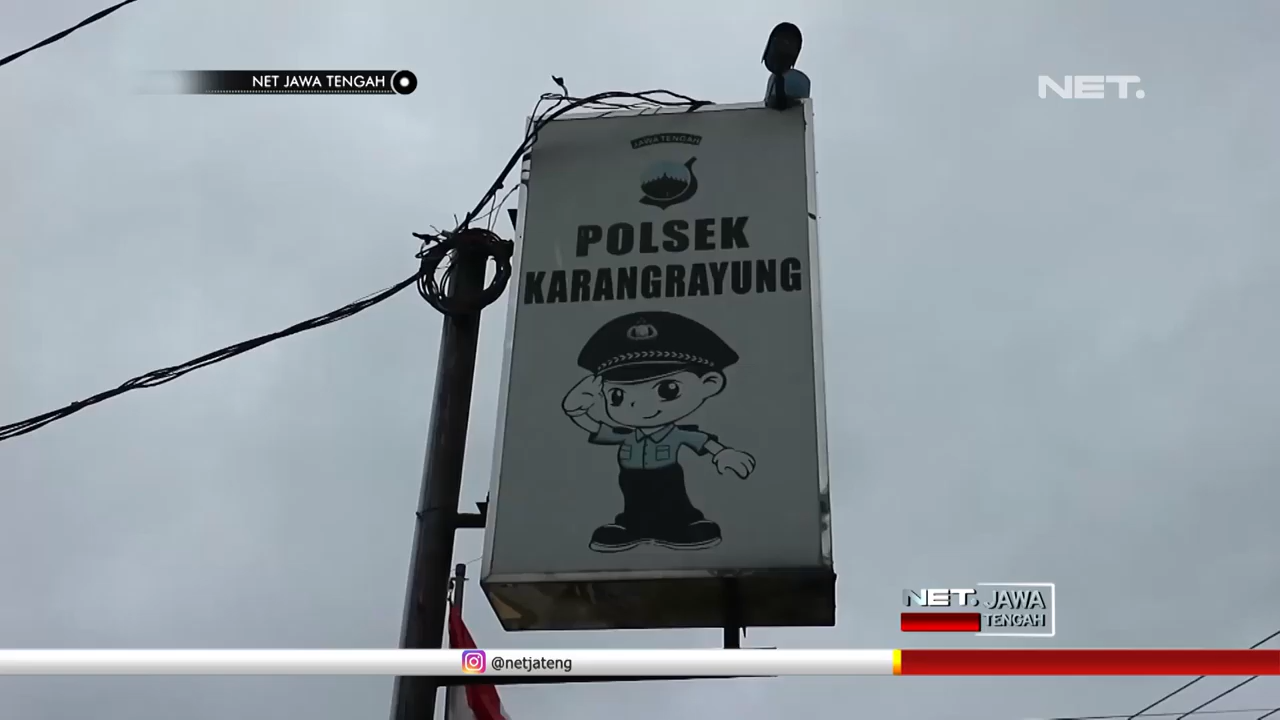 NET JAWA TENGAH
NET.
JAWA TENGAH
POLSEK
KARANGRAYUNG
NET. JAWA
TENGAH
@netjateng